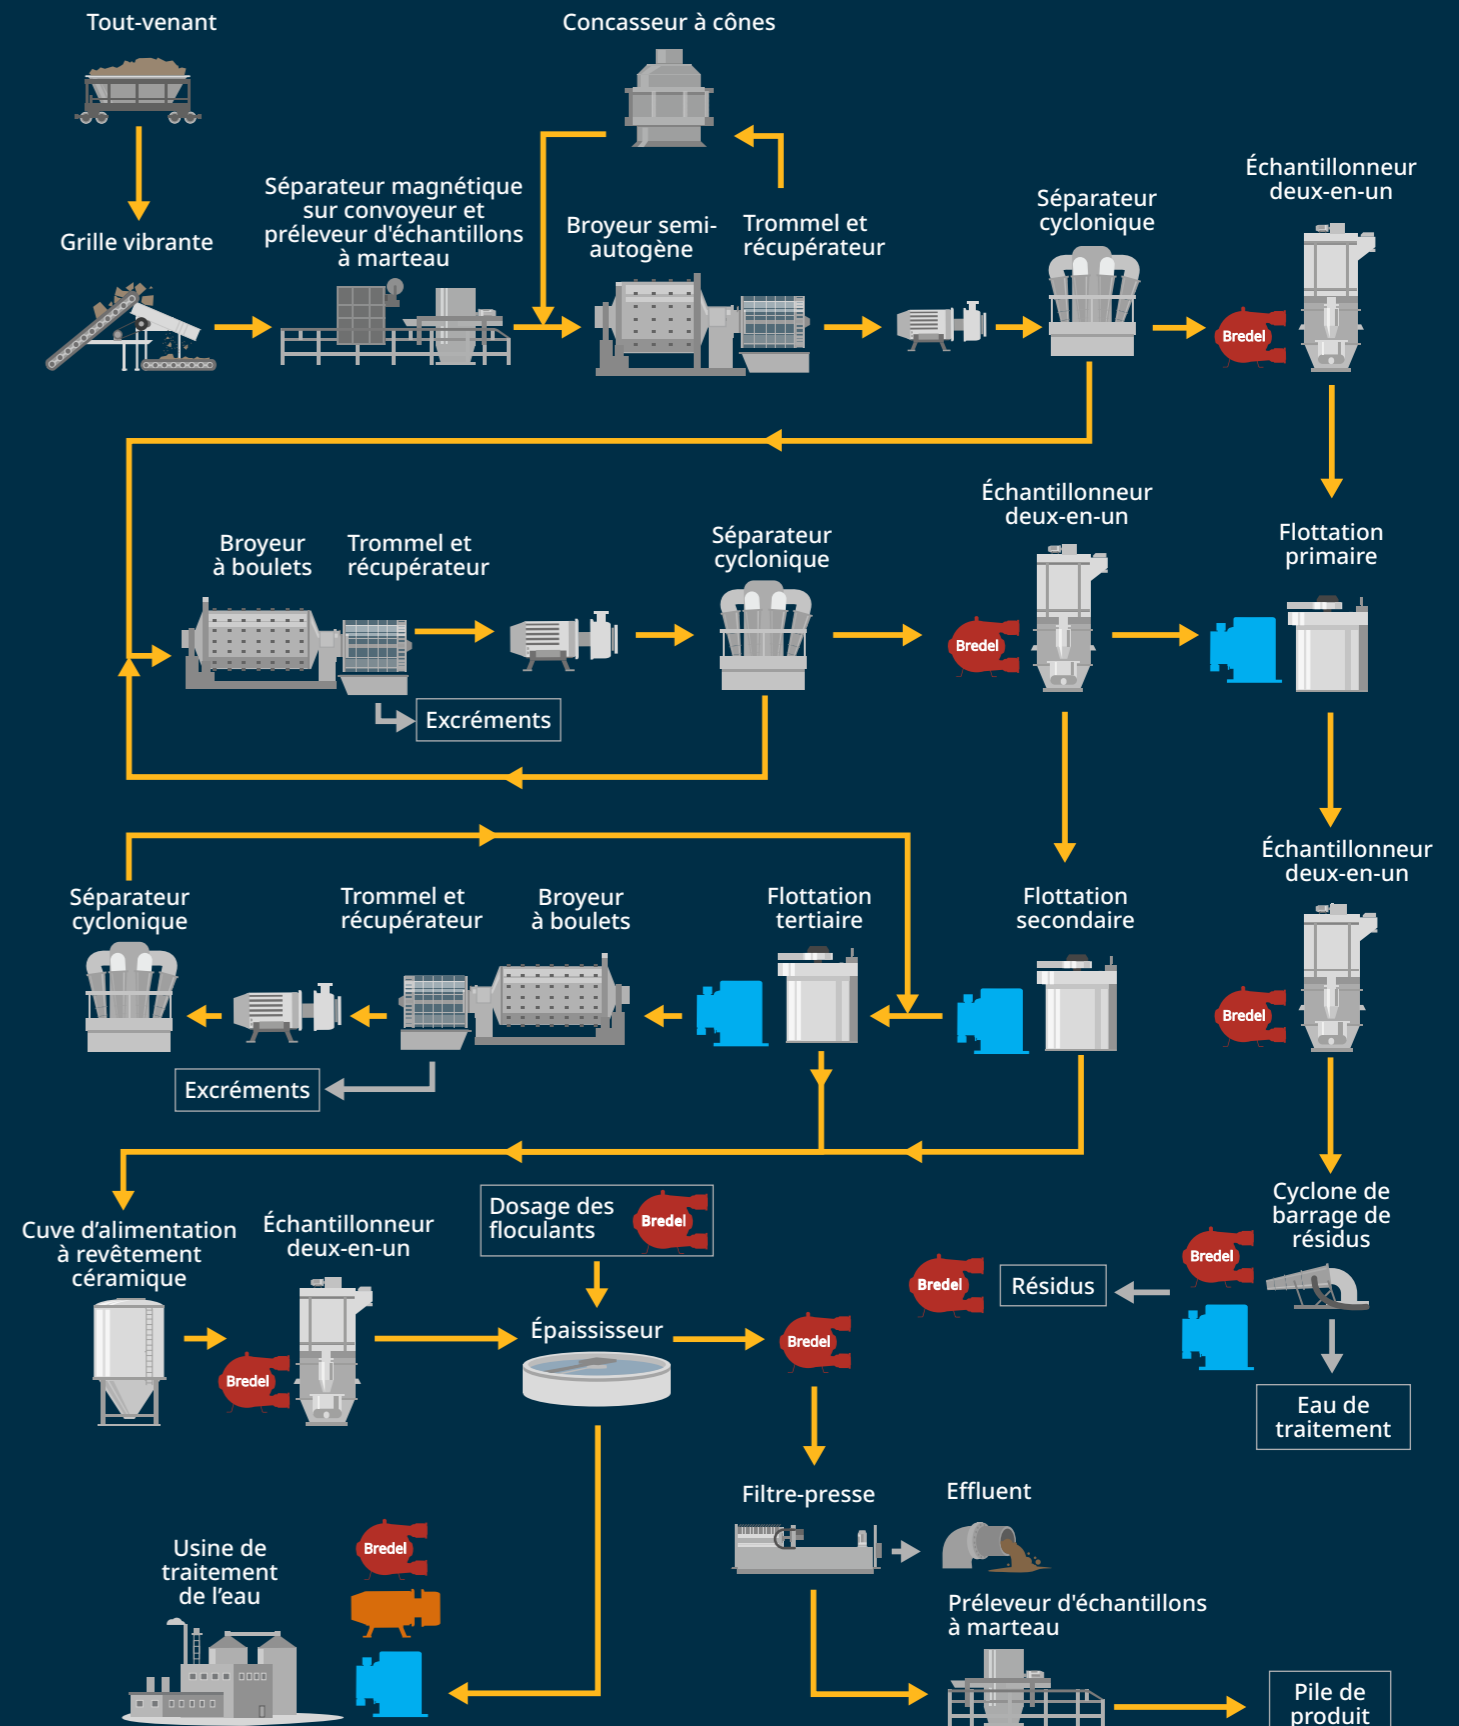 Tout-venant
Concasseur à cônes
Échantillonneur
deux-en-un
Séparateur magnétique
sur convoyeur et
préleveur d'échantillons
à marteau
Séparateur
cyclonique
Grille vibrante
Broyeur semi-
autogène
Trommel et
récupérateur
Bredel
Échantillonneur
deux-en-un
Flottation
primaire
Broyeur
à boulets
Trommel et
récupérateur
Séparateur
cyclonique
Bredel
Excréments
Échantillonneur
deux-en-un
Séparateur
cyclonique
Trommel et
récupérateur
Broyeur
à boulets
Flottation
tertiaire
Flottation
secondaire
Bredel
Excréments
Cuve d’alimentation
à revêtement
céramique
Échantillonneur
deux-en-un
Dosage des
floculants
Bredel
Cyclone de
barrage de
résidus
Bredel
Bredel
Résidus
Épaississeur
Bredel
Bredel
Eau de
traitement
Filtre-presse
Effluent
Usine de
traitement
de l’eau
Bredel
Préleveur d'échantillons
à marteau
Pile de
produit